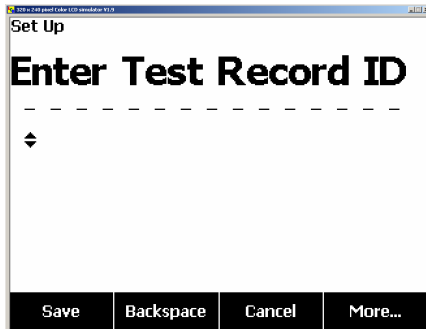 320 x 240 pixel Color LCD simulator V1.9
Set Up
Enter Test Record ID
_ _ _ _ _ _ _ _ _ _ _ _ _ _ _
Save Backspace Cancel More...